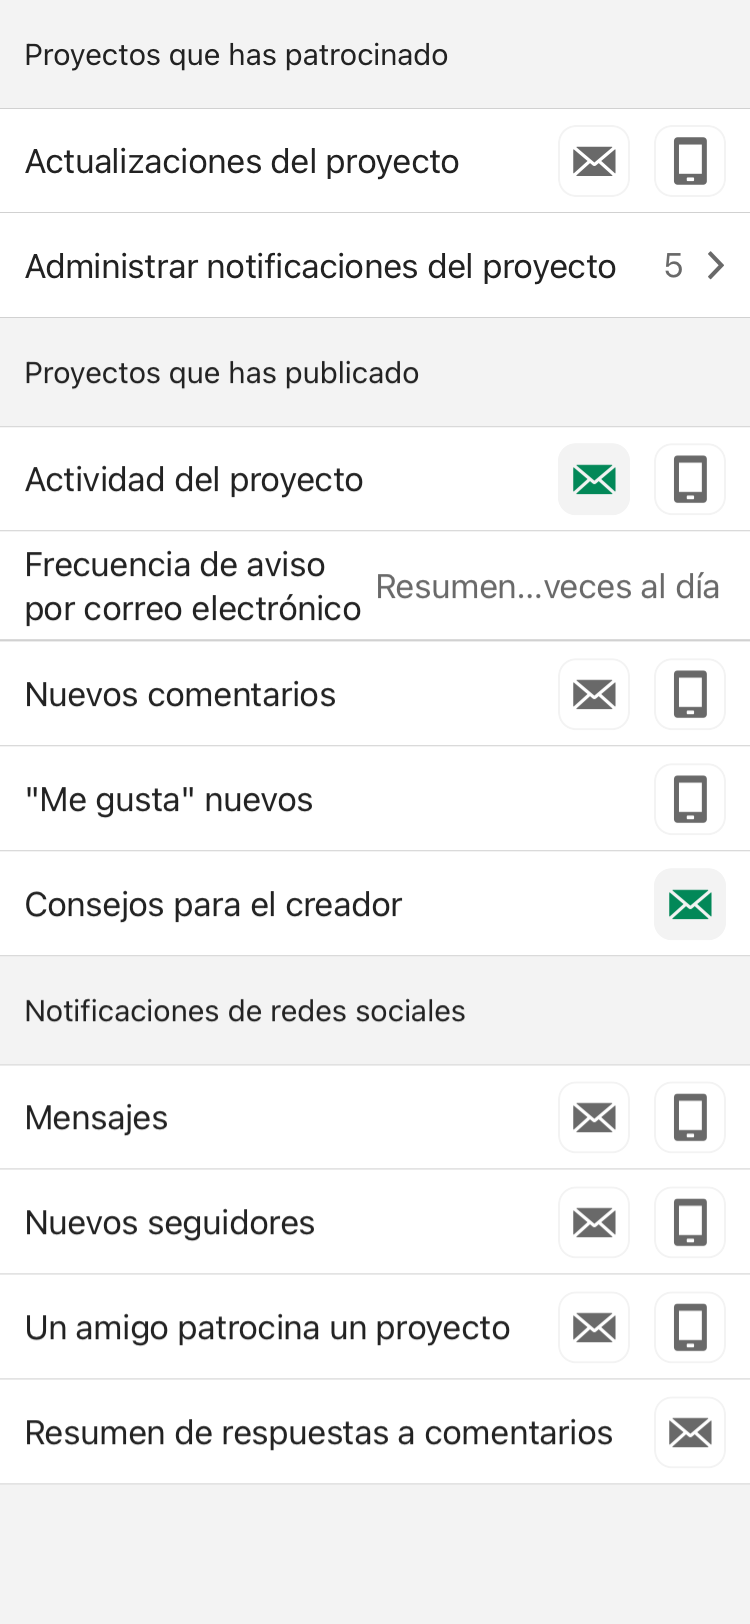 Proyectos que has patrocinado
Actualizaciones del proyecto
Administrar notificaciones del proyecto 5
Proyectos que has publicado
Actividad del proyecto
Frecuencia de aviso
por correo electrónico
Resumen...veces al día
Nuevos comentarios
"Me gusta" nuevos
Consejos para el creador
Notificaciones de redes sociales
Mensajes
Nuevos seguidores
Un amigo patrocina un proyecto
Resumen de respuestas a comentarios